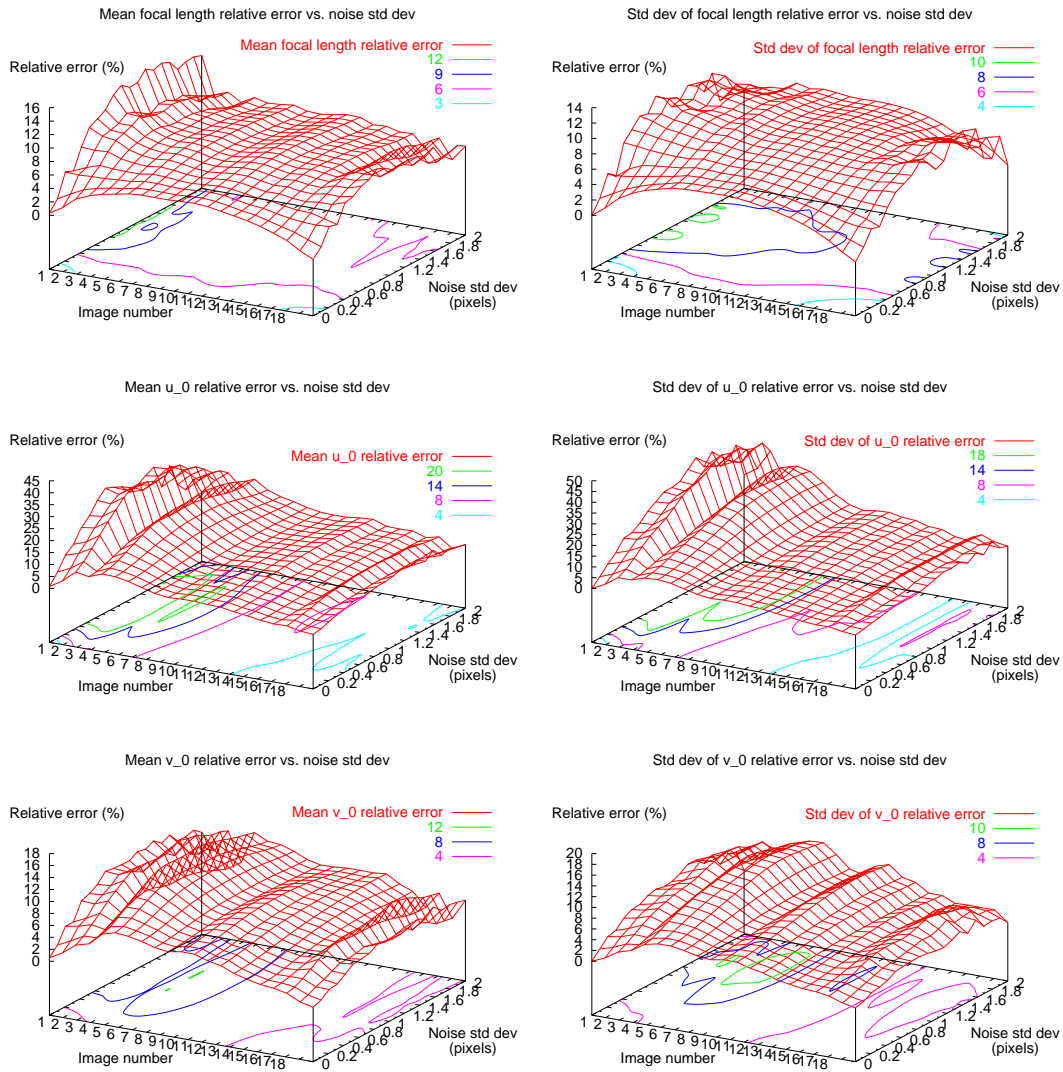 Mean focal length relative error vs. noise std dev
Mean focal length relative error
12
9
6
3
Relative error (%)
16
14
12
10
8
6
4
2
0
1 2 3 4 5 6 7 8 9 10 11 12 13 14 15 16 17 18
Image number
0 0.2 0.4 0.6 0.8 1 1.2 1.4 1.6 1.8 2
Noise std dev
(pixels)
Std dev of focal length relative error vs. noise std dev
Std dev of focal length relative error
10
8
6
4
Relative error (%)
14
12
10
8
6
4
2
0
1 2 3 4 5 6 7 8 9 10 11 12 13 14 15 16 17 18
Image number
0 0.2 0.4 0.6 0.8 1 1.2 1.4 1.6 1.8 2
Noise std dev
(pixels)
Mean u_0 relative error vs. noise std dev
Mean u_0 relative error
20
14
8
4
Relative error (%)
45
40
35
30
25
20
15
10
5
0
1 2 3 4 5 6 7 8 9 10 11 12 13 14 15 16 17 18
Image number
0 0.2 0.4 0.6 0.8 1 1.2 1.4 1.6 1.8 2
Noise std dev
(pixels)
Std dev of u_0 relative error vs. noise std dev
Std dev of u_0 relative error
18
14
8
4
Relative error (%)
50
45
40
35
30
25
20
15
10
5
0
1 2 3 4 5 6 7 8 9 10 11 12 13 14 15 16 17 18
Image number
0 0.2 0.4 0.6 0.8 1 1.2 1.4 1.6 1.8 2
Noise std dev
(pixels)
Mean v_0 relative error vs. noise std dev
Mean v_0 relative error
12
8
4
Relative error (%)
18
16
14
12
10
8
6
4
2
0
1 2 3 4 5 6 7 8 9 10 11 12 13 14 15 16 17 18
Image number
0 0.2 0.4 0.6 0.8 1 1.2 1.4 1.6 1.8 2
Noise std dev
(pixels)
Std dev of v_0 relative error vs. noise std dev
Std dev of v_0 relative error
10
8
4
Relative error (%)
20
18
16
14
12
10
8
6
4
2
0
1 2 3 4 5 6 7 8 9 10 11 12 13 14 15 16 17 18
Image number
0 0.2 0.4 0.6 0.8 1 1.2 1.4 1.6 1.8 2
Noise std dev
(pixels)